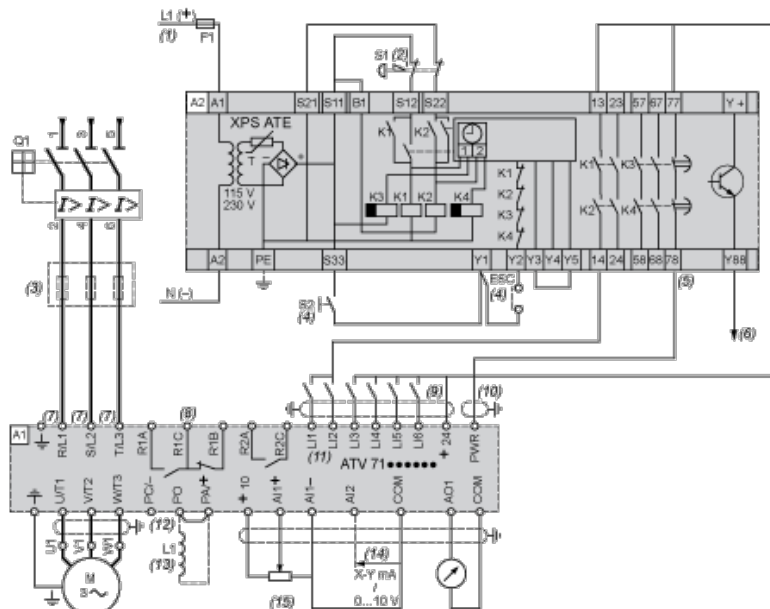 L1 (+)
(1)
F1
S1 (2)
A2 A1 S21 S11 B1 S12 S22 13 23 57 67 77 Y +
XPS ATE
K1 K2
1 2
T
+
115 V
230 V
K3 K1 K2 K4
K1
K2
K3
K4
K1 K3
K2 K4
Q1
1 3 5
2 4 6
(3)
A2 PE S33 Y1 Y2 Y3 Y4 Y5 14 24 58 68 78 Y88
N (–)
S2
(4)
ESC
(4)
(5)
(6)
(7) (7) (7) (8) (9) (10)
A1
R/L1 S/L2 T/L3 R1A R1C R1B R2A R2C LI1 LI2 LI3 LI4 LI5 LI6 + 24 PWR
(11)
ATV 71••••••
U/T1 V/T2 W/T3 PC/- PO PA/+ + 10 AI1+ AI1– AI2 COM AO1 COM
(12)
U1 V1 W1
L1
(13)
M
3 ~
(14)
X-Y mA
/
0...10 V
(15)